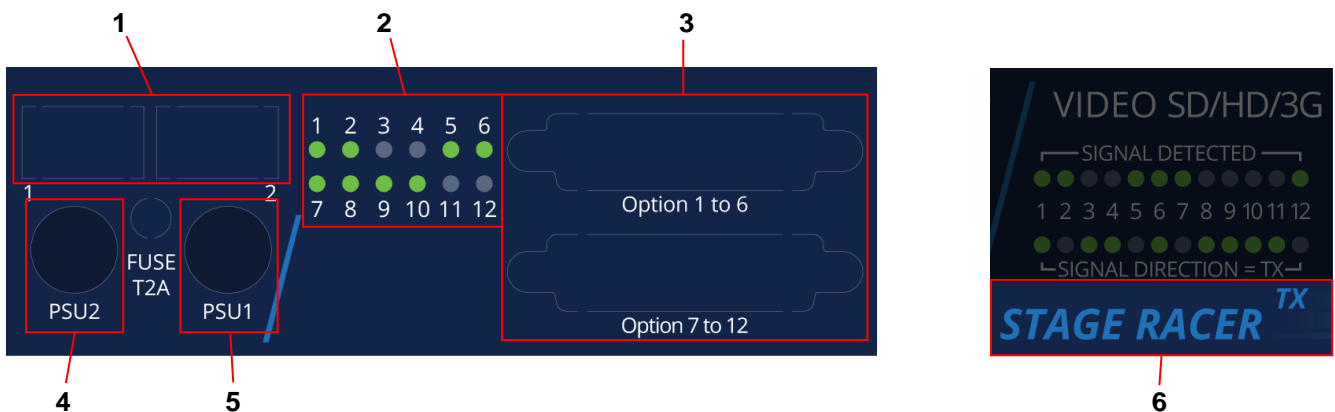 1 2 3
1 2 3 4 5 6
7 8 9 10 11 12
1 2
FUSE
T2A
PSU2 PSU1
Option 1 to 6
Option 7 to 12
4 5
VIDEO SD/HD/3G
SIGNAL DETECTED
1 2 3 4 5 6 7 8 9 10 11 12
SIGNAL DIRECTION = TX
STAGE RACER TX
6